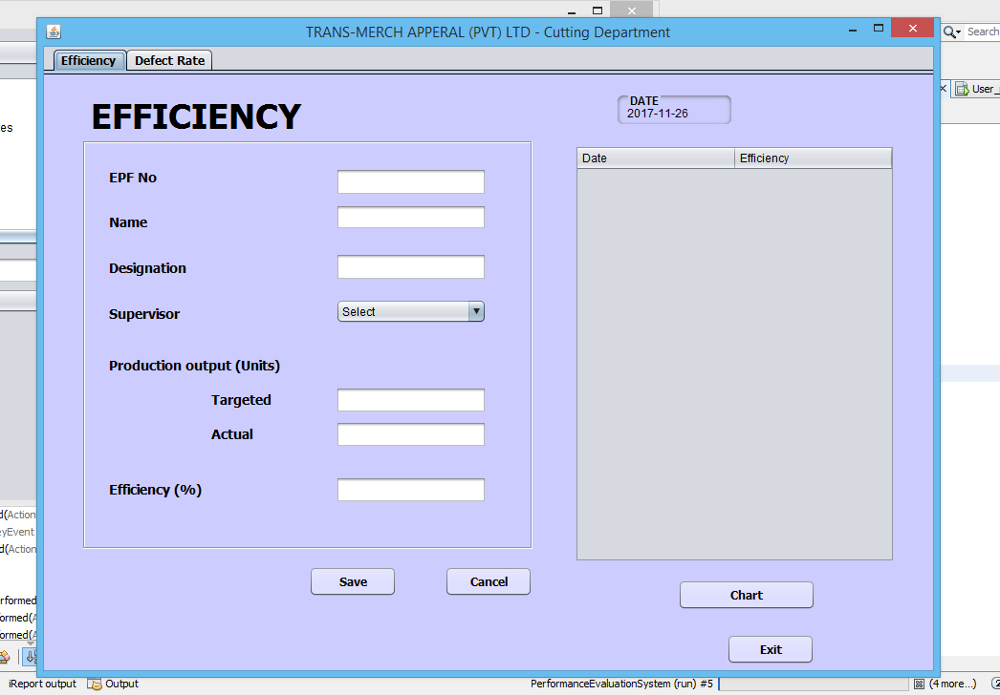 TRANS-MERCH APPERAL (PVT) LTD - Cutting Department
Search
Efficiency
Defect Rate
User_
es
EFFICIENCY
DATE
2017-11-26
Date
Efficiency
EPF No
Name
Designation
Supervisor
Select
Production output (Units)
Targeted
Actual
Efficiency (%)
d(Action
eyEvent
d(Action
rformed
ormed(A
ormed(A
Save
Cancel
Chart
Exit
iReport output
Output
PerformanceEvaluationSystem (run) #5
(4 more...)